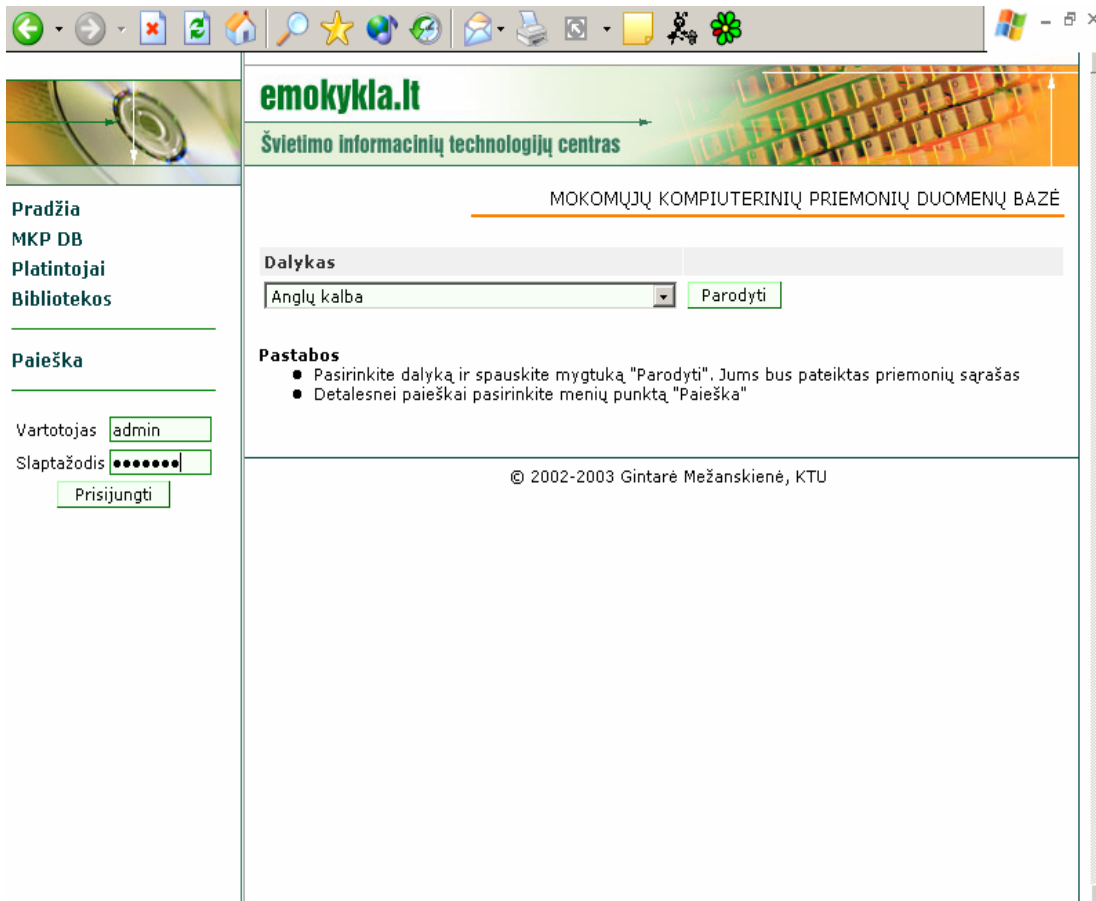 emokykla.lt
Švietimo informacinių technologijų centras
MOKOMŲJŲ KOMPIUTERINIŲ PRIEMONIŲ DUOMENŲ BAZĖ
Pradžia
MKP DB
Platintojai
Bibliotekos
Paieška
Vartotojas admin
Slaptažodis ●●●●●●●
Prisijungti
Dalykas
Anglų kalba Parodyti
Pastabos
● Pasirinkite dalyką ir spauskite mygtuką "Parodyti". Jums bus pateiktas priemonių sąrašas
● Detalesnei paieškai pasirinkite menių punktą "Paieška"
© 2002-2003 Gintarė Mežanskienė, KTU